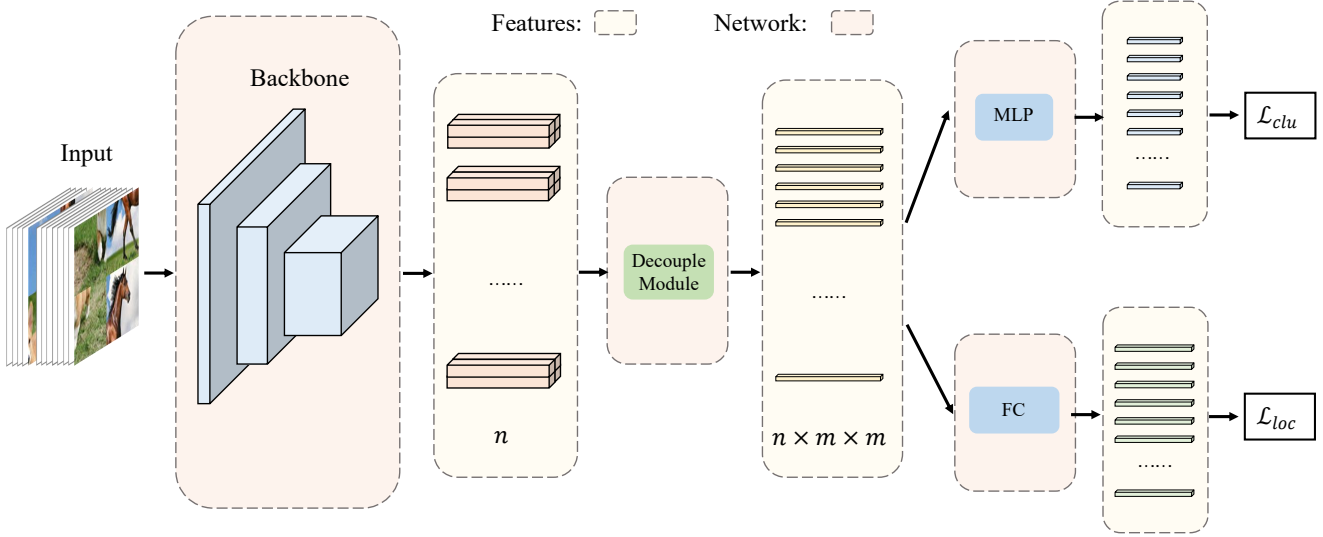 Features:
Network:
Backbone
Input
MLP
ℒ_clu
……
Decouple
Module
……
……
FC
ℒ_loc
n
n × m × m
……